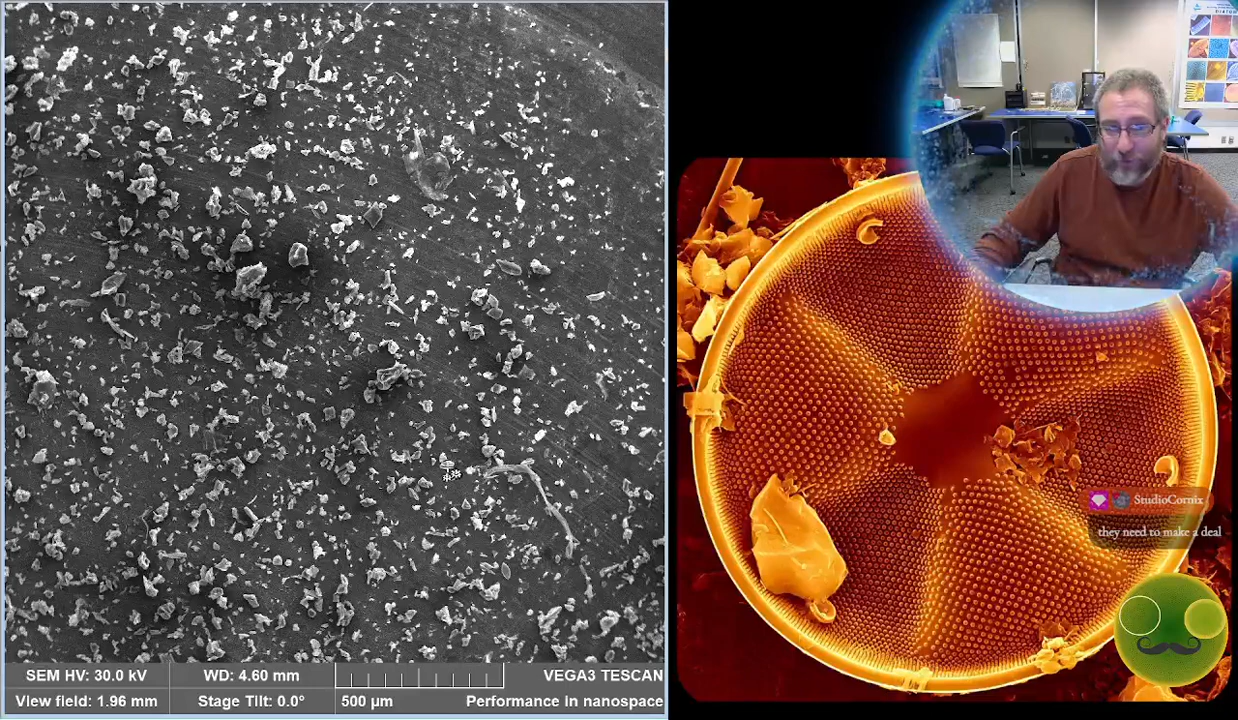 SEM HV: 30.0 kV
WD: 4.60 mm
VEGA3 TESCAN
View field: 1.96 mm
Stage Tilt: 0.0°
500 µm
Performance in nanospace
StudioCornix
they need to make a deal